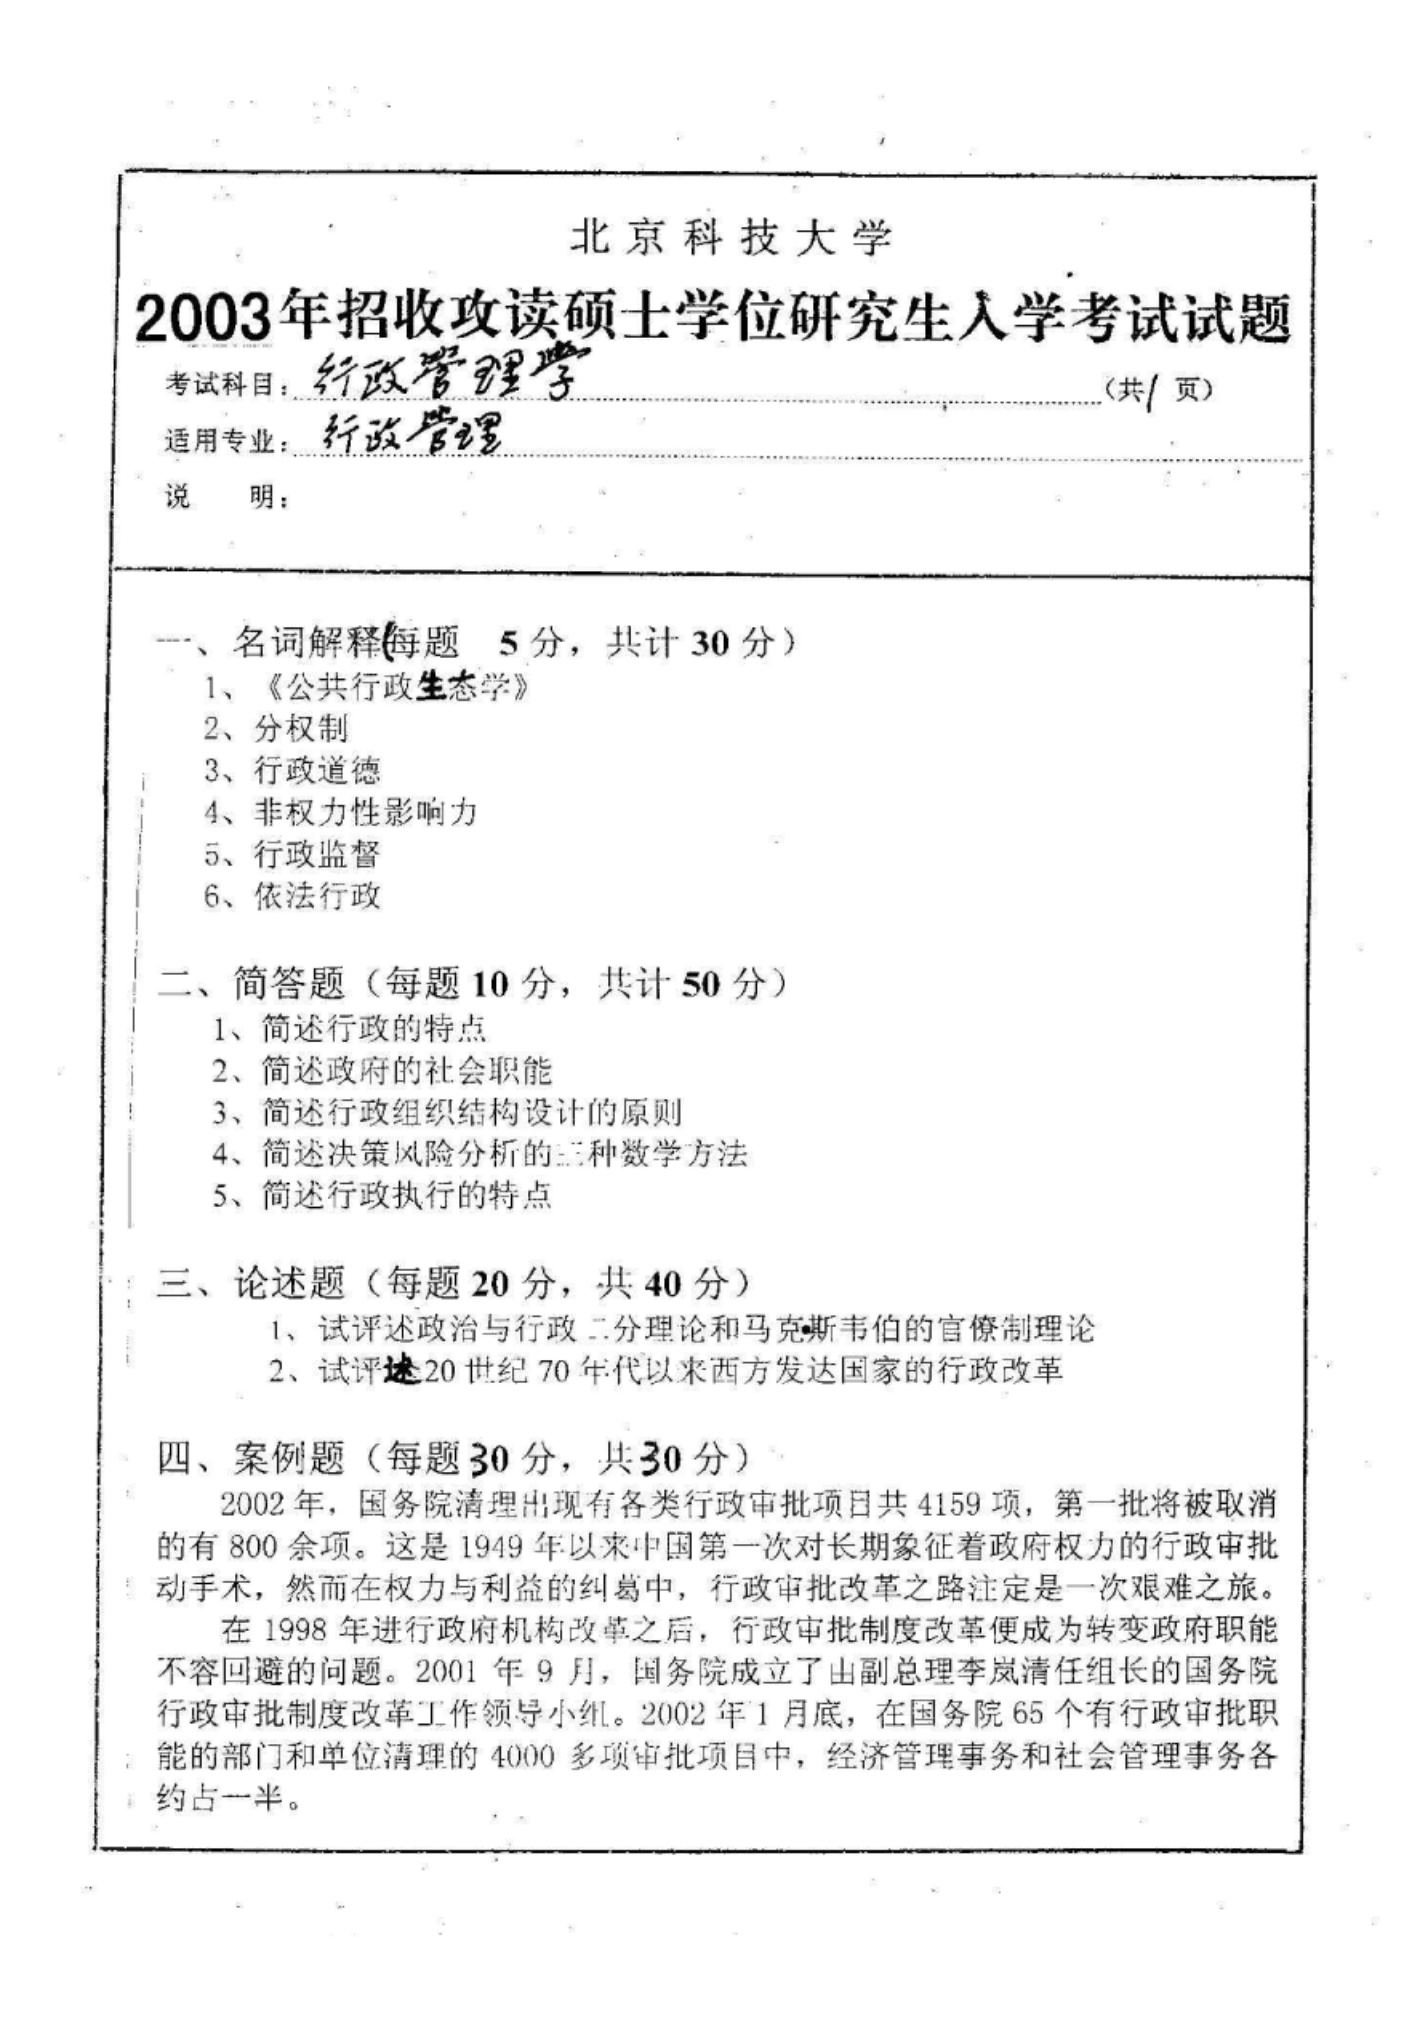 北京科技大学
2003年招收攻读硕士学位研究生入学考试试题
考试科目：行政管理学（共1页）
适用专业：行政管理
说　　明：
一、名词解释(每题　5分，共计30分）
1、《公共行政生态学》
2、分权制
3、行政道德
4、非权力性影响力
5、行政监督
6、依法行政
二、简答题（每题10分，共计50分）
1、简述行政的特点
2、简述政府的社会职能
3、简述行政组织结构设计的原则
4、简述决策风险分析的三种数学方法
5、简述行政执行的特点
三、论述题（每题20分，共40分）
1、试评述政治与行政二分理论和马克•斯韦伯的官僚制理论
2、试评述20世纪70年代以来西方发达国家的行政改革
四、案例题（每题30分，共30分）
2002年，国务院清理出现有各类行政审批项目共4159项，第一批将被取消
的有800余项。这是1949年以来中国第一次对长期象征着政府权力的行政审批
动手术，然而在权力与利益的纠葛中，行政审批改革之路注定是一次艰难之旅。
在1998年进行政府机构改革之后，行政审批制度改革便成为转变政府职能
不容回避的问题。2001年9月，国务院成立了由副总理李岚清任组长的国务院
行政审批制度改革工作领导小组。2002年1月底，在国务院65个有行政审批职
能的部门和单位清理的4000多项审批项目中，经济管理事务和社会管理事务各
约占一半。